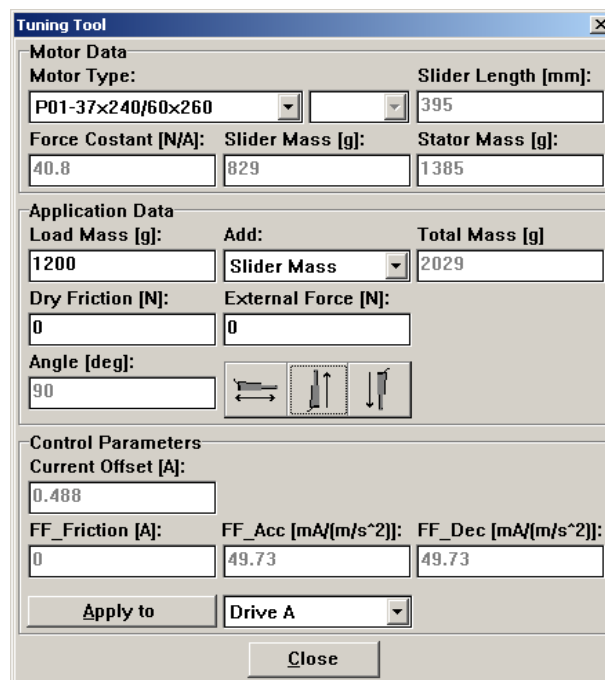 Tuning Tool
Motor Data
Motor Type: Slider Length [mm]:
P01-37x240/60x260 395
Force Costant [N/A]: Slider Mass [g]: Stator Mass [g]:
40.8 829 1385
Application Data
Load Mass [g]: Add: Total Mass [g]
1200 Slider Mass 2029
Dry Friction [N]: External Force [N]:
0 0
Angle [deg]:
90
Control Parameters
Current Offset [A]:
0.488
FF_Friction [A]: FF_Acc [mA/(m/s^2)]: FF_Dec [mA/(m/s^2)]:
0 49.73 49.73
Apply to Drive A
Close